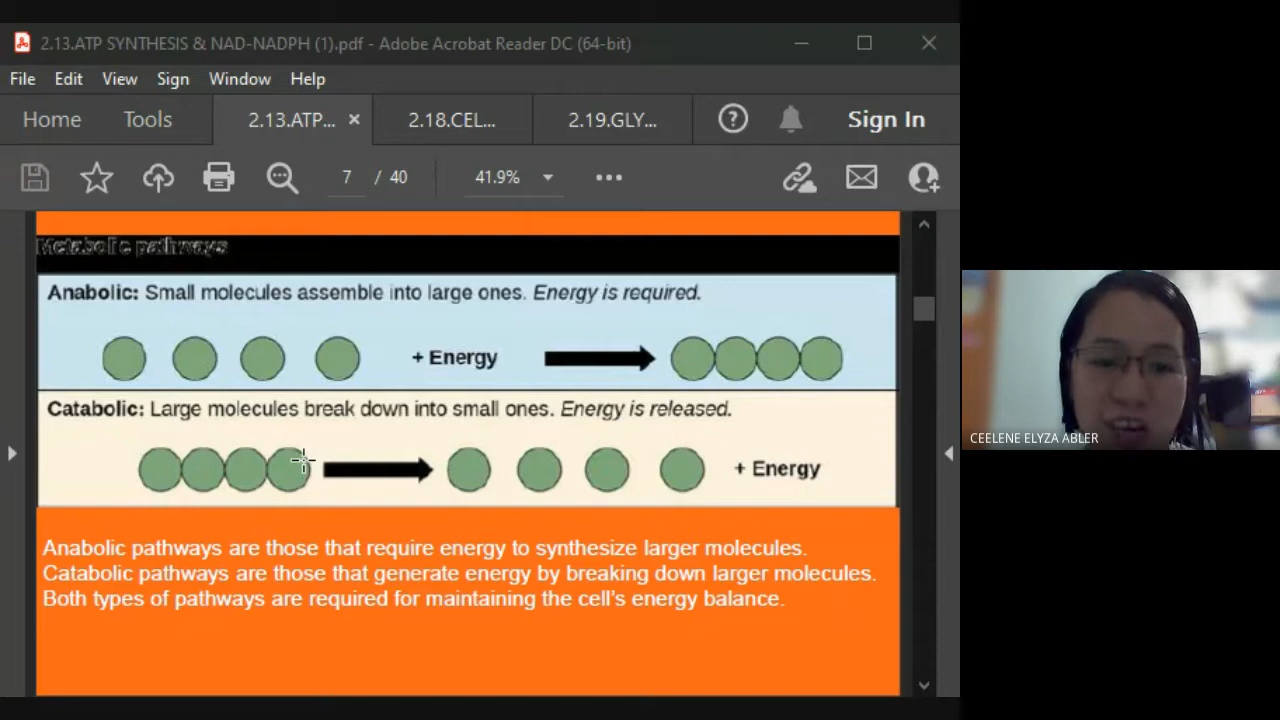 2.13.ATP SYNTHESIS & NAD-NADPH (1).pdf - Adobe Acrobat Reader DC (64-bit)
File Edit View Sign Window Help
Home Tools 2.13.ATP... × 2.18.CEL... 2.19.GLY... ? Sign In
7 / 40 41.9%
Metabolic pathways
Anabolic: Small molecules assemble into large ones. Energy is required.
+ Energy
Catabolic: Large molecules break down into small ones. Energy is released.
+ Energy
Anabolic pathways are those that require energy to synthesize larger molecules.
Catabolic pathways are those that generate energy by breaking down larger molecules.
Both types of pathways are required for maintaining the cell's energy balance.
CEELENE ELYZA ABLER